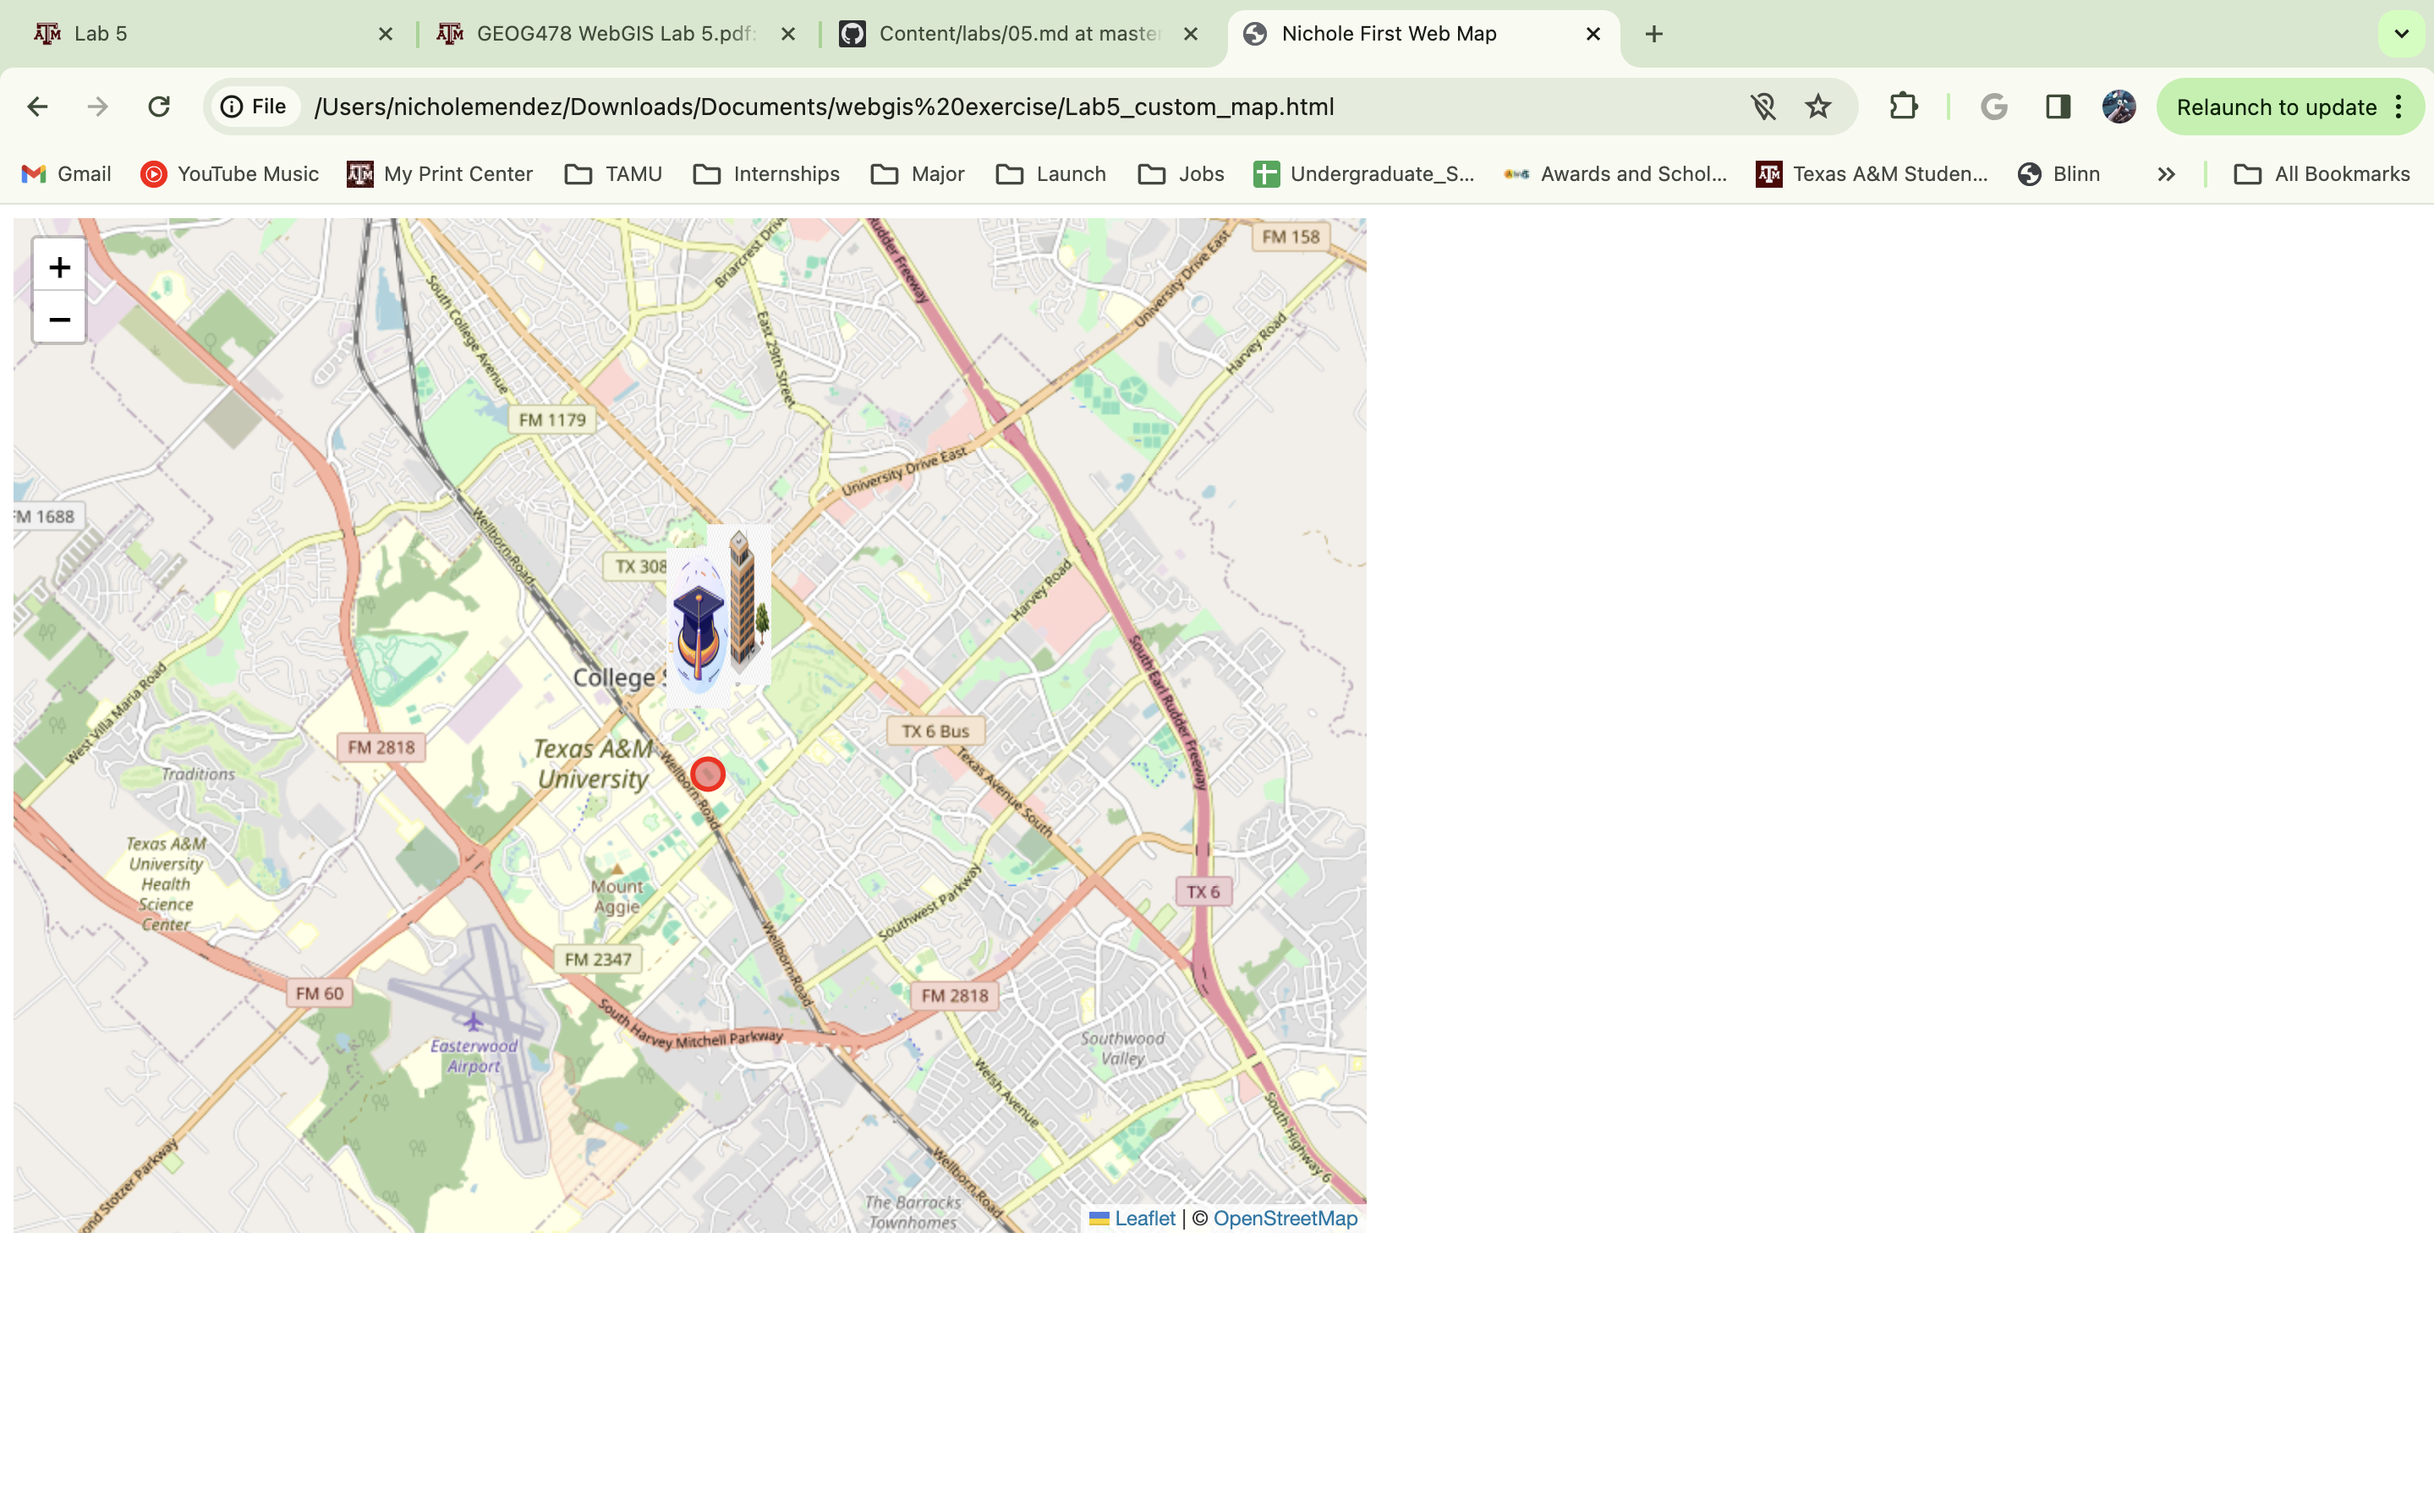 Lab 5
GEOG478 WebGIS Lab 5.pdf:
Content/labs/05.md at master
Nichole First Web Map
File
/Users/nicholemendez/Downloads/Documents/webgis%20exercise/Lab5_custom_map.html
Relaunch to update
Gmail
YouTube Music
My Print Center
TAMU
Internships
Major
Launch
Jobs
Undergraduate_S...
Awards and Schol...
Texas A&M Studen...
Blinn
All Bookmarks
+
−
Rudder Freeway
FM 158
Briarcrest Drive
University Drive East
South College Avenue
East 29th Street
Harvey Road
FM 1179
University Drive East
FM 1688
Wellborn Road
TX 308
Harvey Road
South Earl Rudder Freeway
College S
West Villa Maria Road
FM 2818
Texas A&M
University
TX 6 Bus
Traditions
Wellborn Road
Texas Avenue South
Texas A&M
University
Health
Science
Center
Mount
Aggie
Southwest Parkway
TX 6
FM 2347
Wellborn Road
FM 60
FM 2818
South Harvey Mitchell Parkway
Easterwood
Airport
Southwood
Valley
Welsh Avenue
South Highway 6
ond Stotzer Parkway
Wellborn Road
The Barracks
Townhomes
Leaflet | © OpenStreetMap